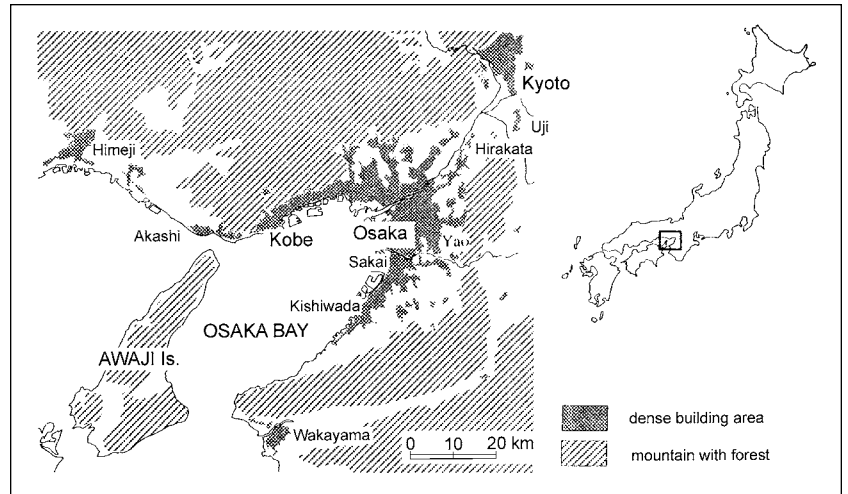 Kyoto
Uji
Himeji
Hirakata
Akashi
Kobe
Osaka
Yao
Sakai
Kishiwada
OSAKA BAY
AWAJI Is.
Wakayama
0 10 20 km
dense building area
mountain with forest